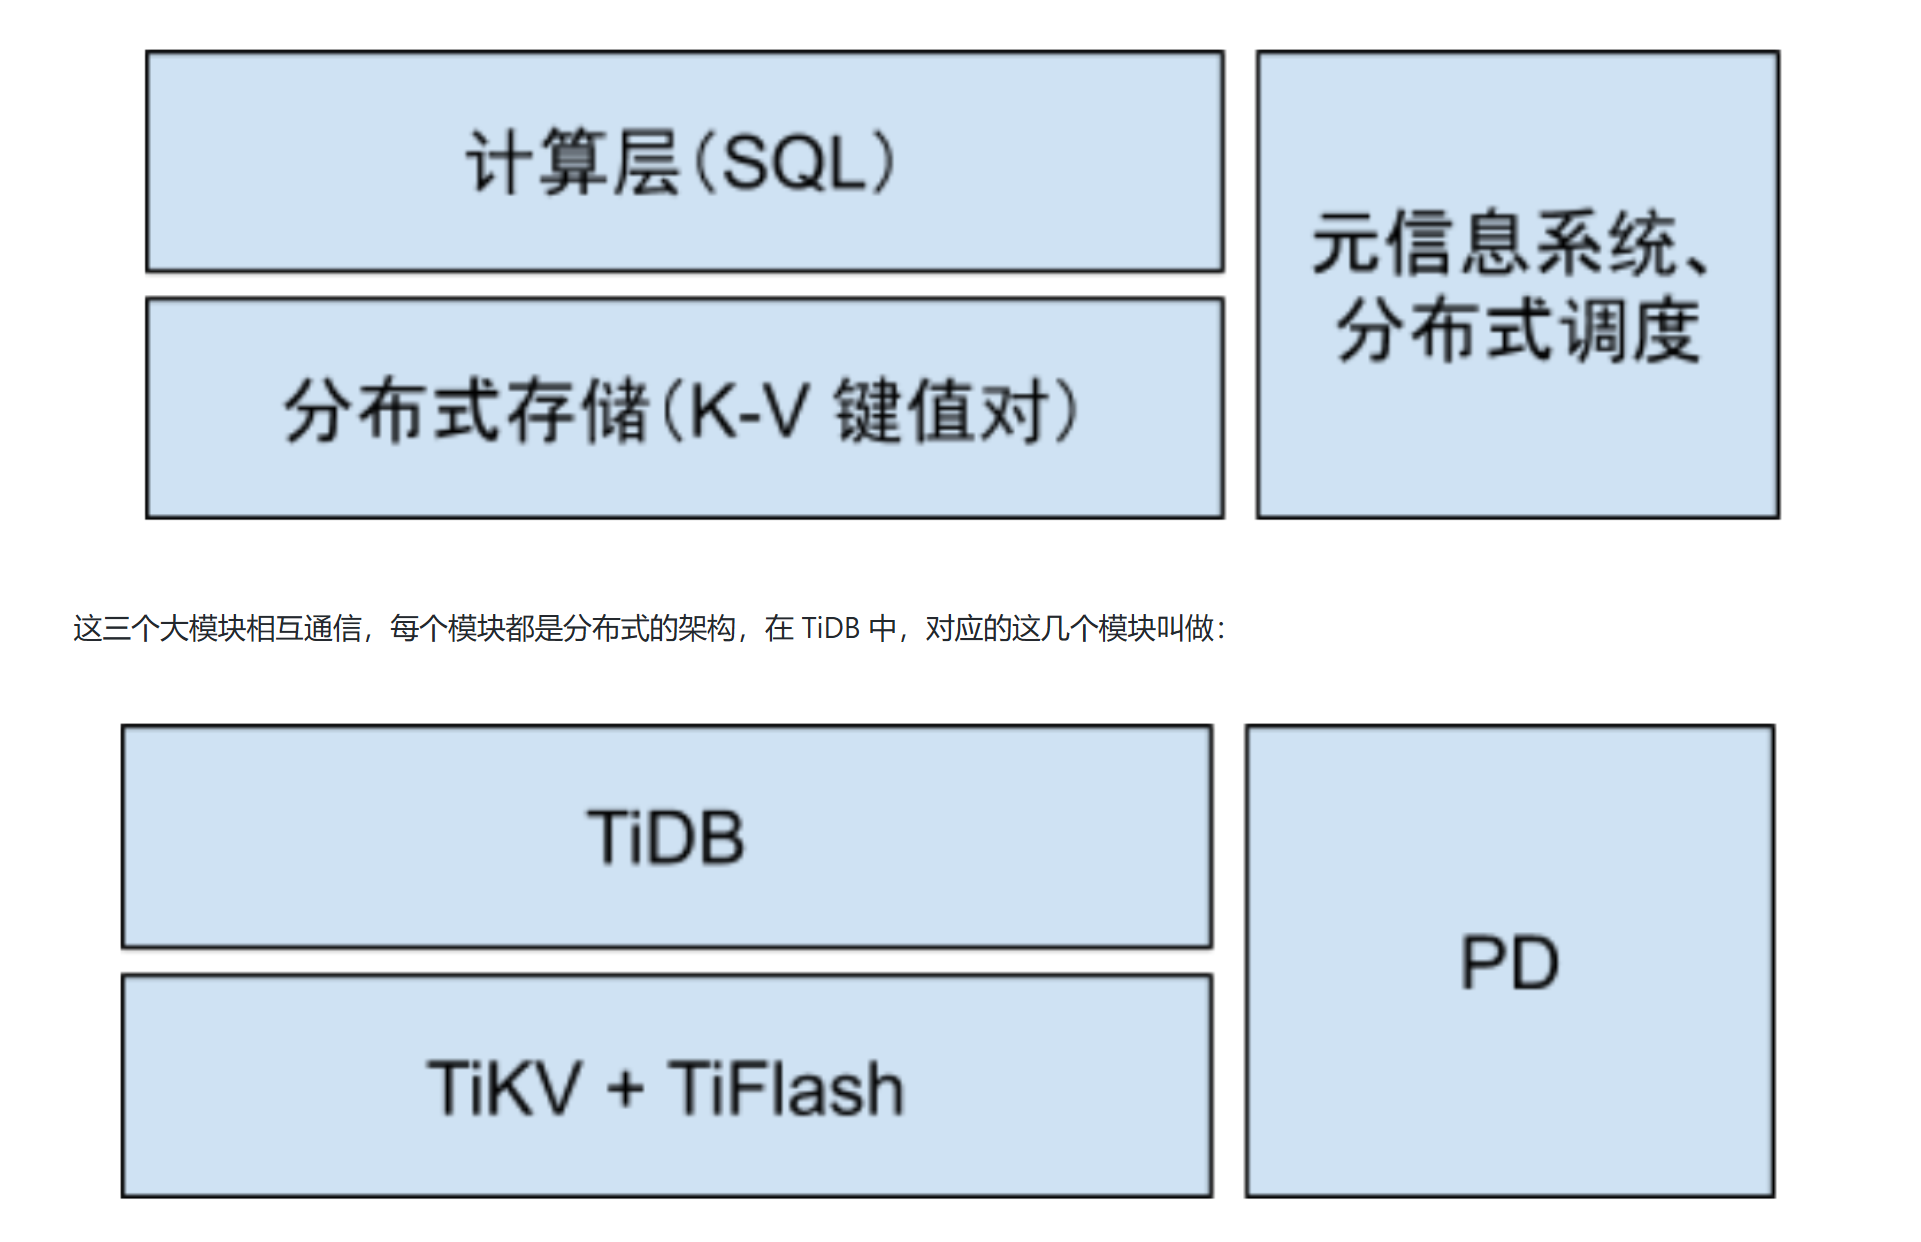 计算层(SQL)
分布式存储(K-V 键值对)
元信息系统、
分布式调度
这三个大模块相互通信，每个模块都是分布式的架构，在 TiDB 中，对应的这几个模块叫做：
TiDB
TiKV + TiFlash
PD